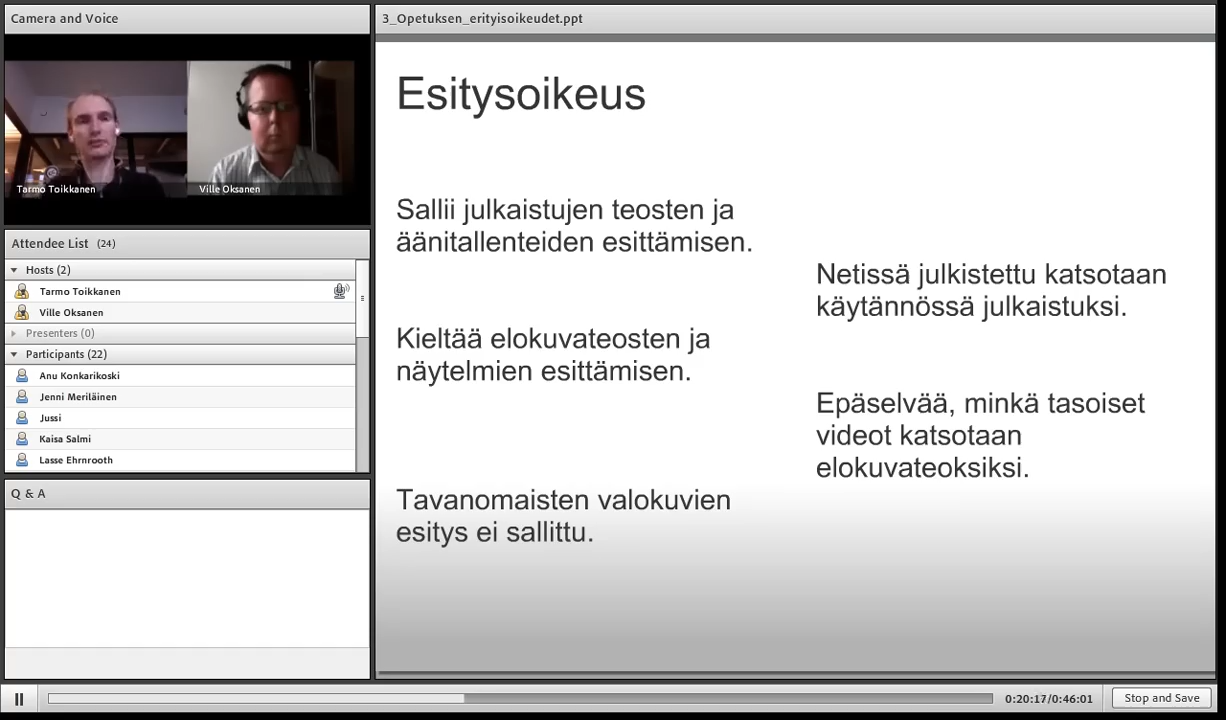 Camera and Voice
Tarmo Toikkanen
Ville Oksanen
Attendee List (24)
Hosts (2)
Tarmo Toikkanen
Ville Oksanen
Presenters (0)
Participants (22)
Anu Konkarikoski
Jenni Meriläinen
Jussi
Kaisa Salmi
Lasse Ehrnrooth
Q & A
3_Opetuksen_erityisoikeudet.ppt
Esitysoikeus
Sallii julkaistujen teosten ja
äänitallenteiden esittämisen.
Netissä julkistettu katsotaan
käytännössä julkaistuksi.
Kieltää elokuvateosten ja
näytelmien esittämisen.
Epäselvää, minkä tasoiset
videot katsotaan
elokuvateoksiksi.
Tavanomaisten valokuvien
esitys ei sallittu.
0:20:17/0:46:01
Stop and Save